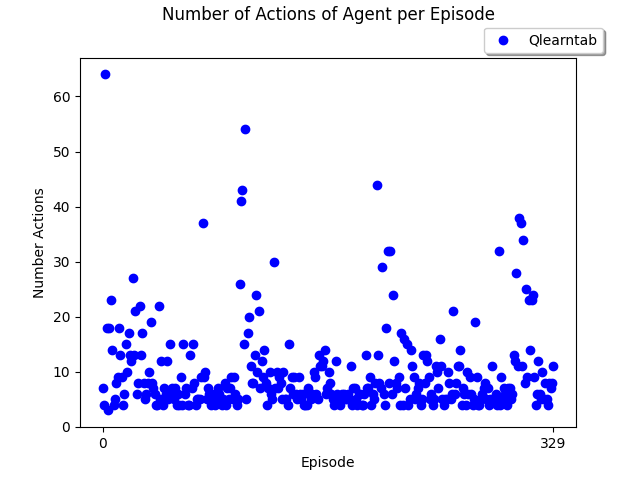 Number of Actions of Agent per Episode
Qlearntab
60
50
40
30
20
10
0
Number Actions
0
329
Episode